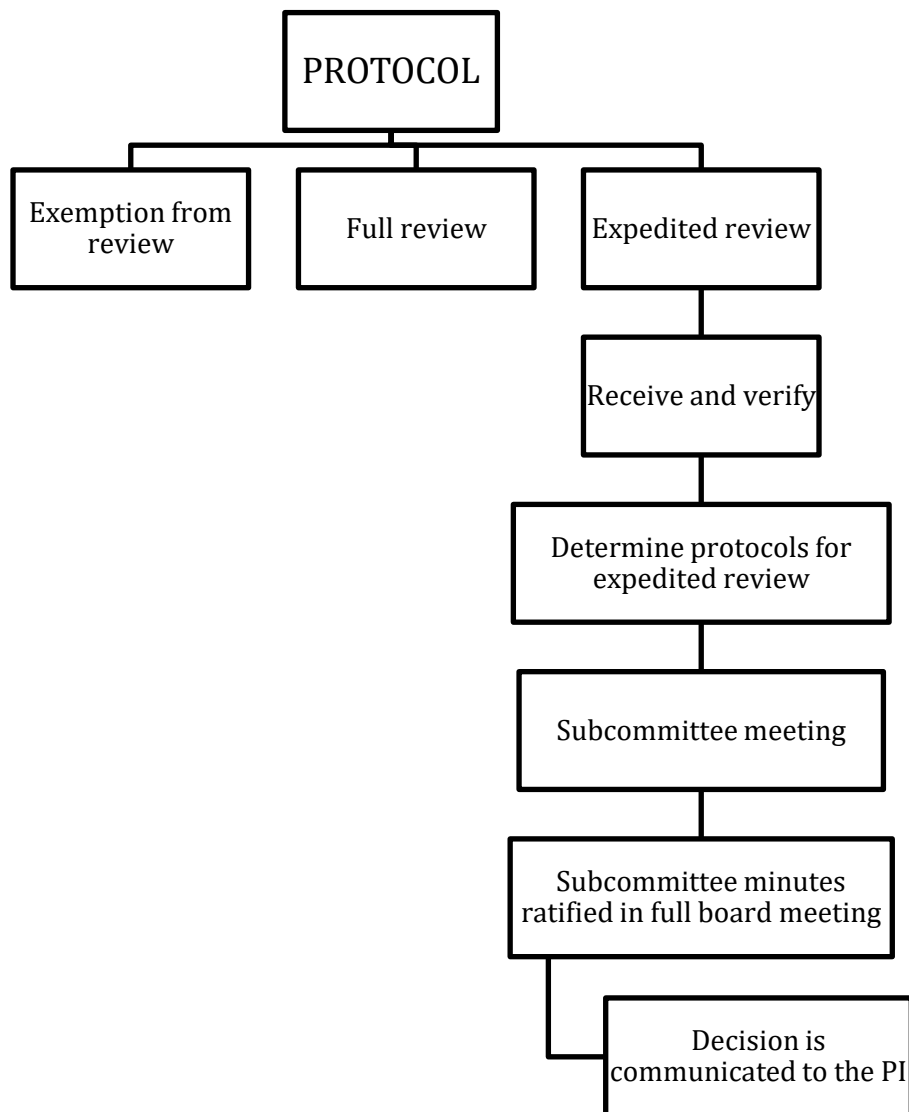 PROTOCOL
Exemption from
review
Full review
Expedited review
Receive and verify
Determine protocols for
expedited review
Subcommittee meeting
Subcommittee minutes
ratified in full board meeting
Decision is
communicated to the PI